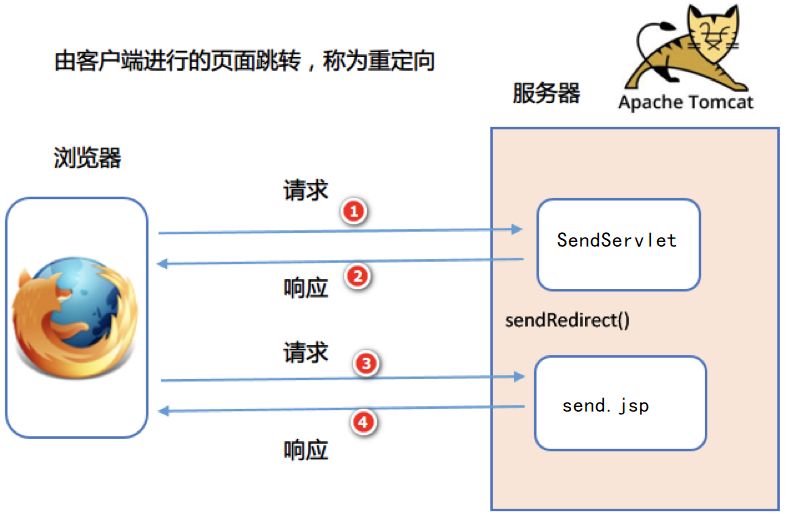 由客户端进行的页面跳转，称为重定向
服务器
Apache Tomcat
浏览器
请求
1
SendServlet
2
响应
sendRedirect()
请求
3
send.jsp
4
响应